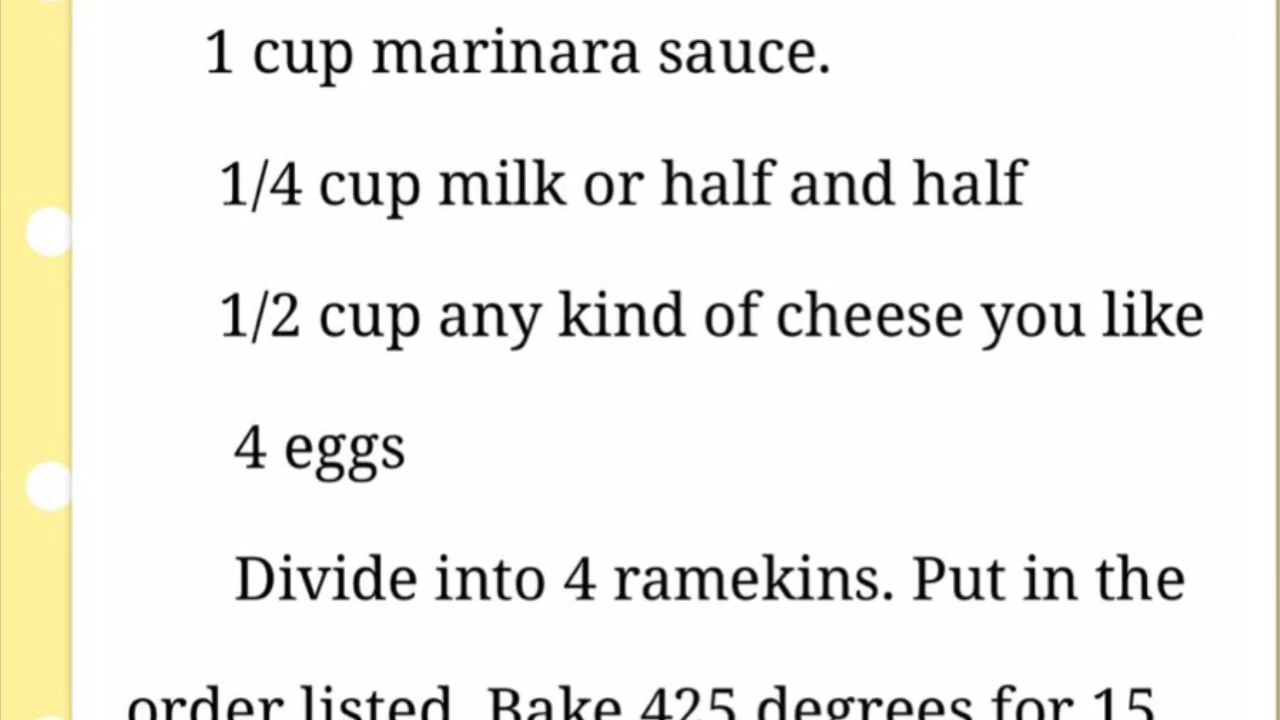 1 cup marinara sauce.
1/4 cup milk or half and half
1/2 cup any kind of cheese you like
4 eggs
Divide into 4 ramekins. Put in the
order listed. Bake 425 degrees for 15